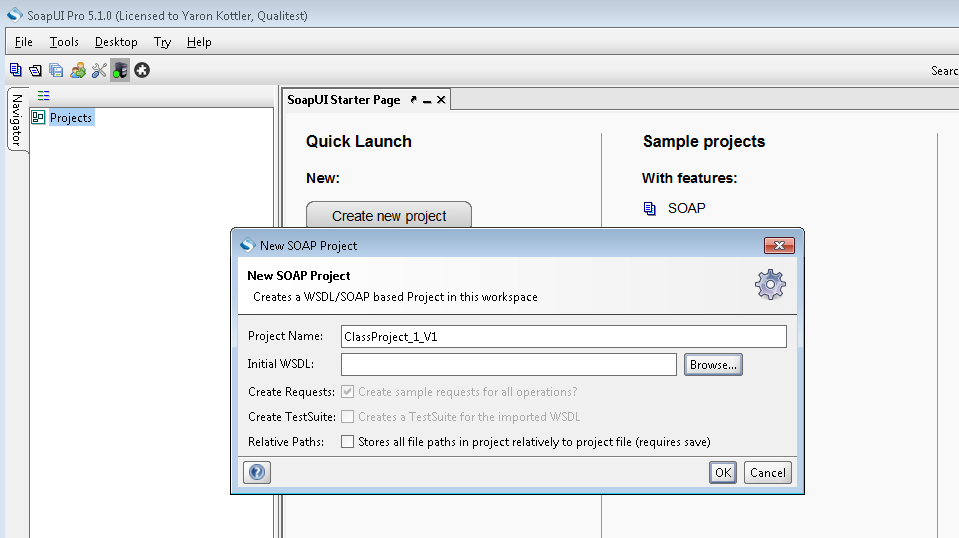 SoapUI Pro 5.1.0 (Licensed to Yaron Kottler, Qualitest)
File Tools Desktop Try Help
Searc
Navigator
Projects
SoapUI Starter Page
Quick Launch
Sample projects
New:
With features:
Create new project
SOAP
New SOAP Project
New SOAP Project
Creates a WSDL/SOAP based Project in this workspace
Project Name: ClassProject_1_V1
Initial WSDL: Browse...
Create Requests: Create sample requests for all operations?
Create TestSuite: Creates a TestSuite for the imported WSDL
Relative Paths: Stores all file paths in project relatively to project file (requires save)
? OK Cancel